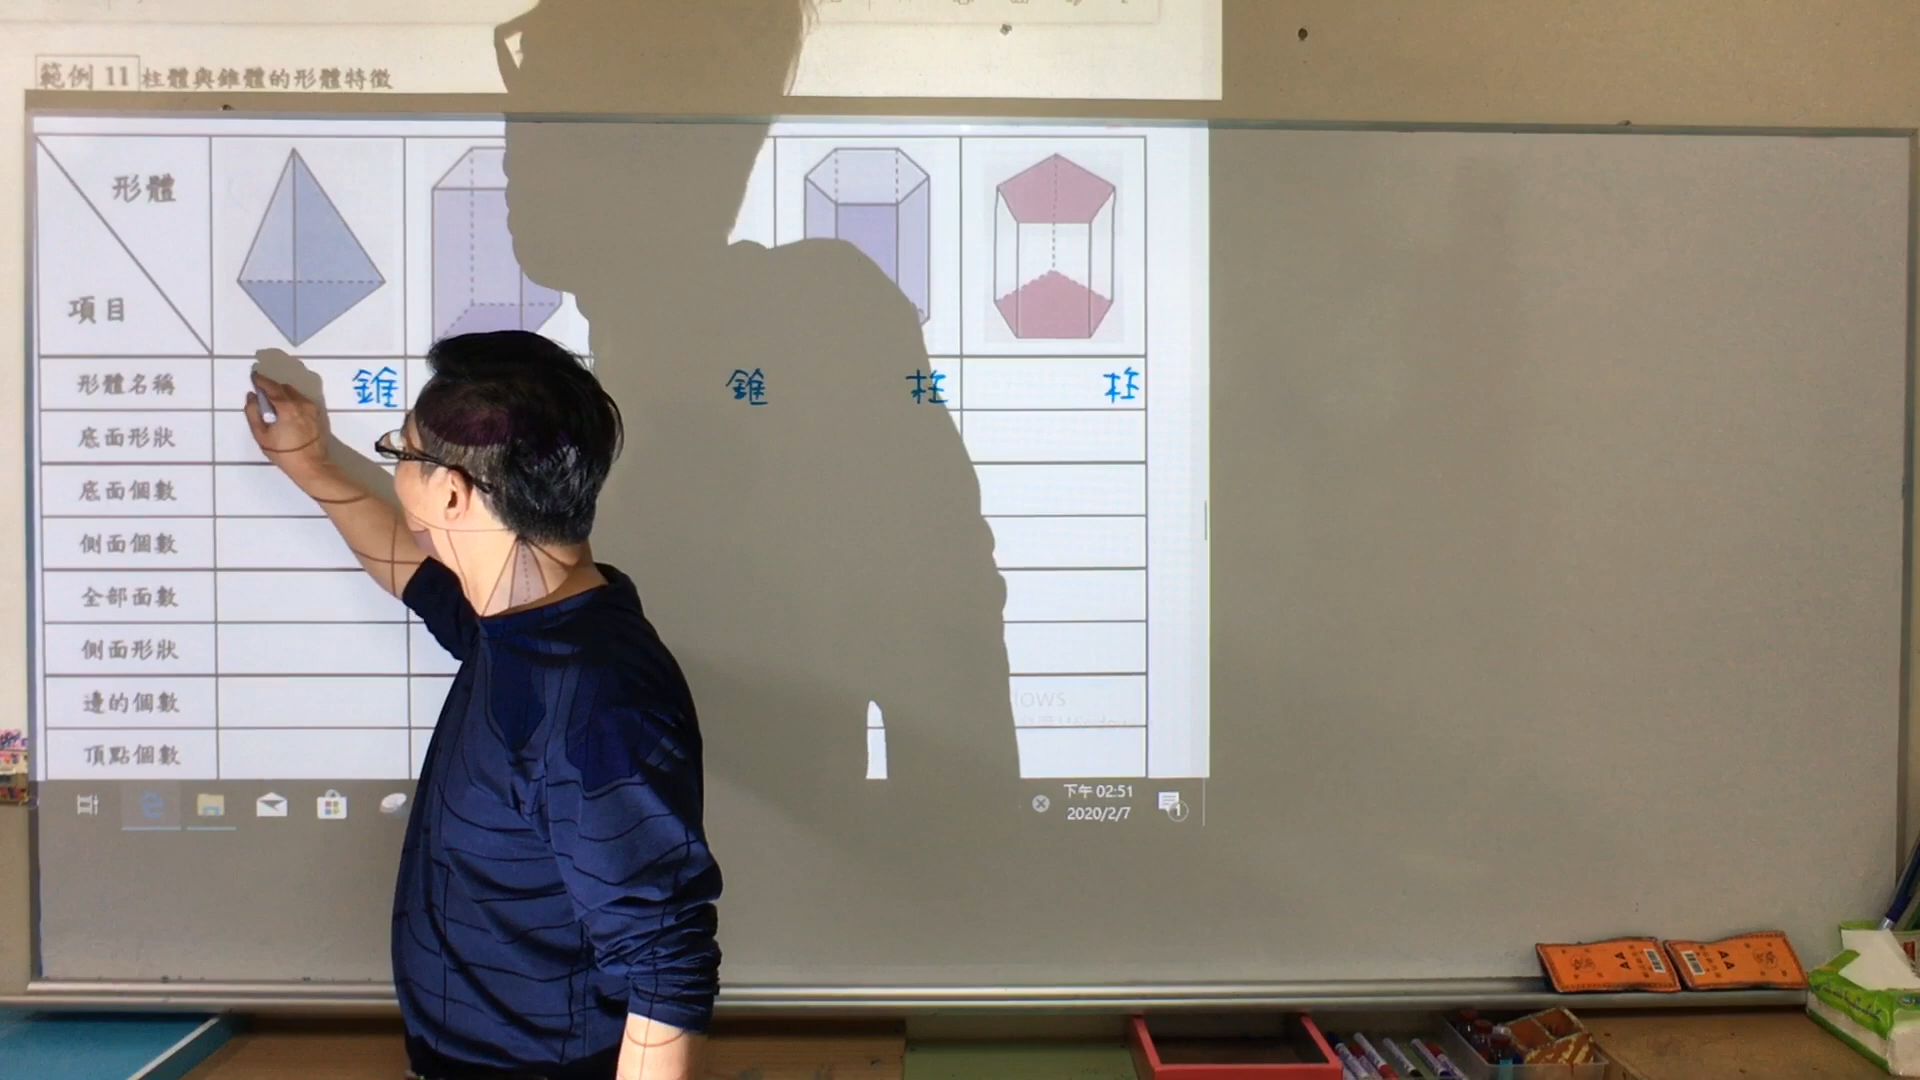 範例 11 柱體與錐體的形體特徵
形體
項目
形體名稱 錐 錐 柱 柱
底面形狀
底面個數
側面個數
全部面數
側面形狀
邊的個數
頂點個數
下午 02:51
2020/2/7
1